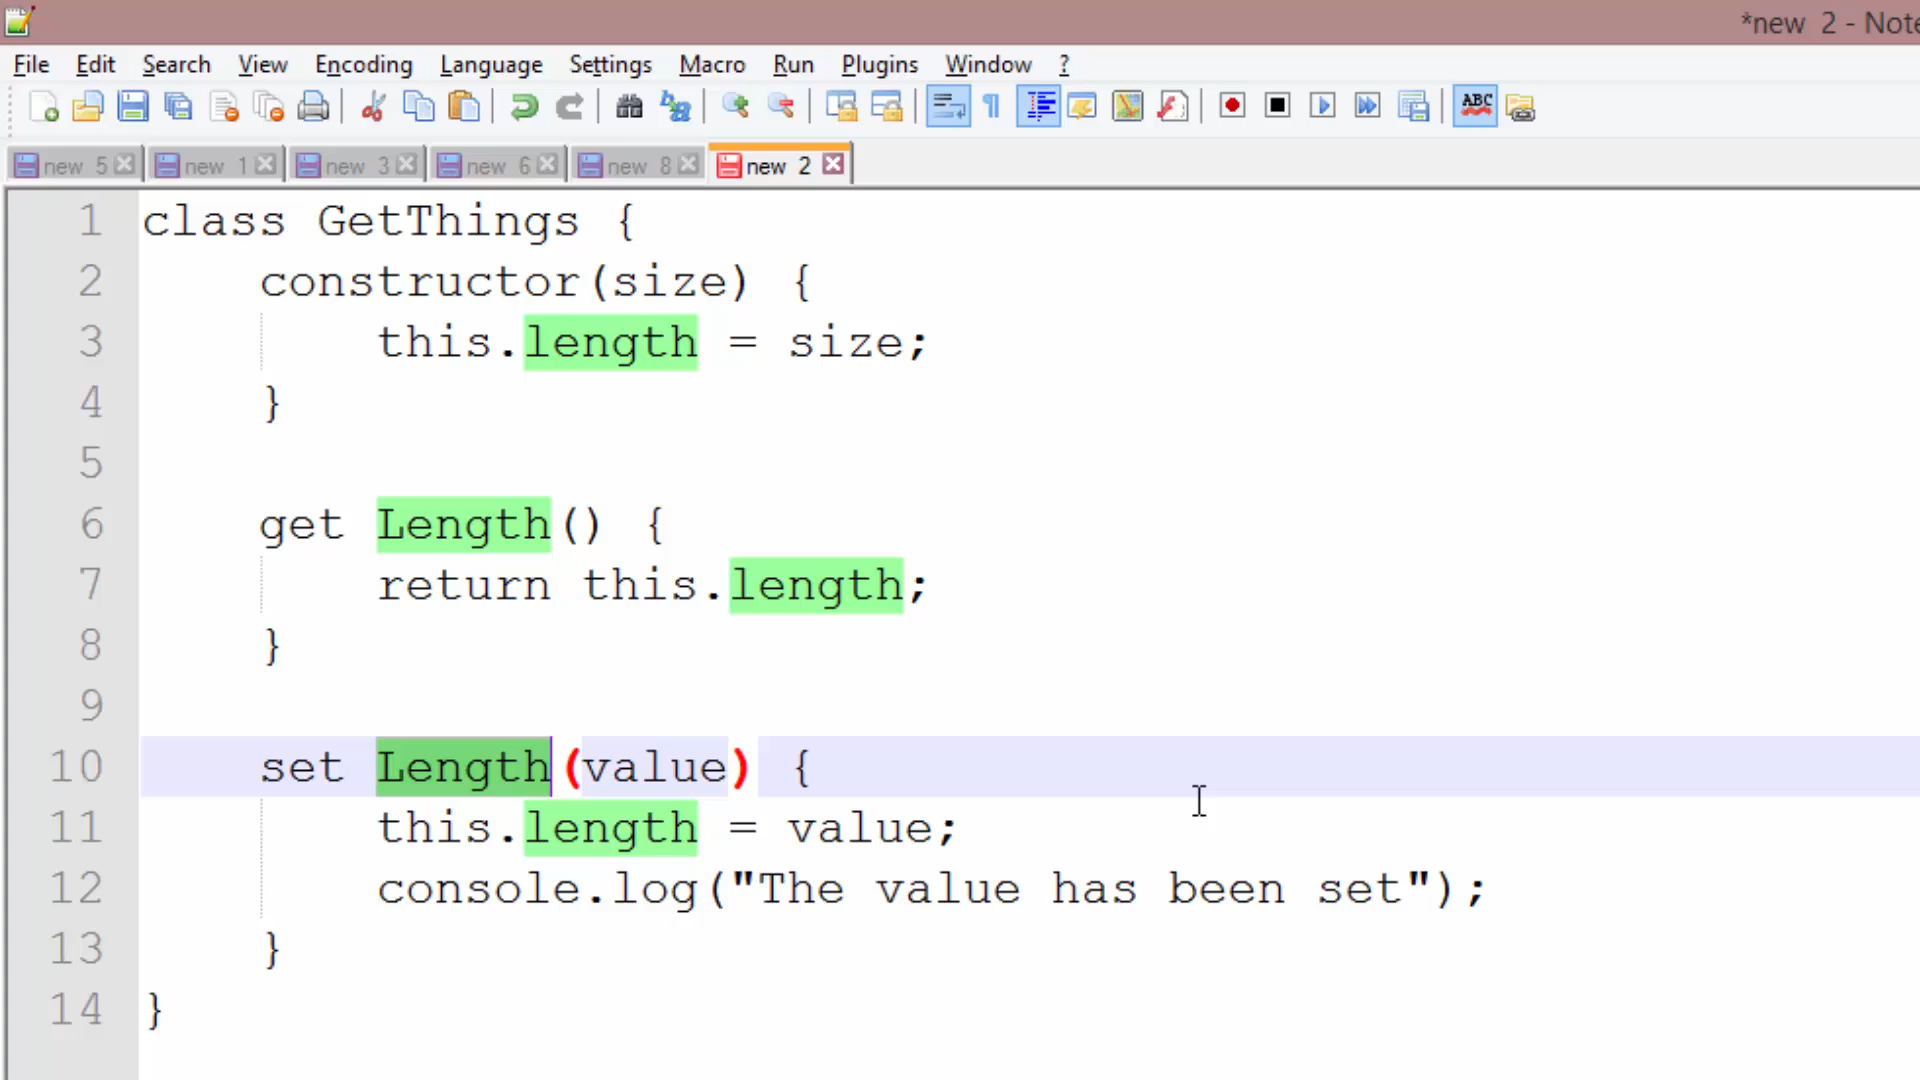 *new 2 - Note
File Edit Search View Encoding Language Settings Macro Run Plugins Window ?
ABC
new 5 new 1 new 3 new 6 new 8 new 2
1 class GetThings {
2 constructor(size) {
3 this.length = size;
4 }
5
6 get Length() {
7 return this.length;
8 }
9
10 set Length(value) {
11 this.length = value;
12 console.log("The value has been set");
13 }
14 }